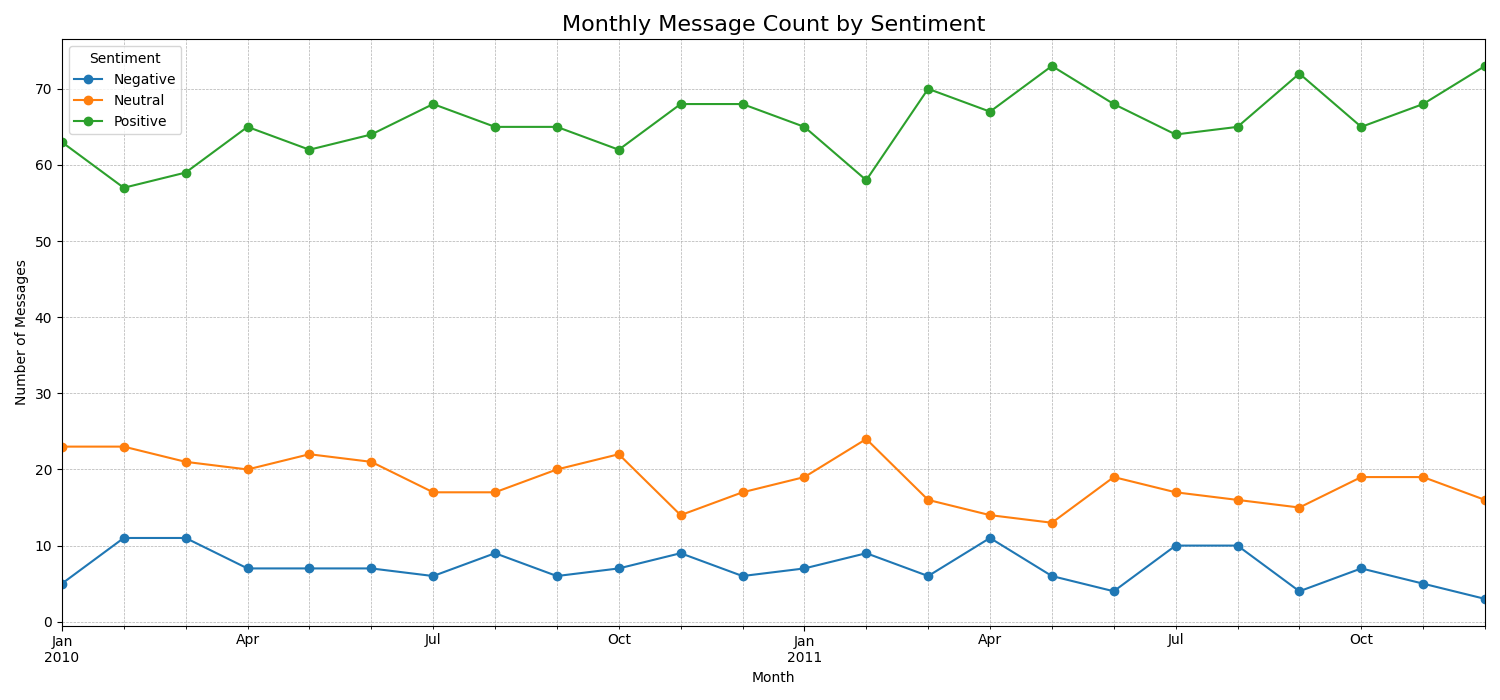 Monthly Message Count by Sentiment
Sentiment
Negative
Neutral
Positive
Number of Messages
70
60
50
40
30
20
10
0
Jan Apr Jul Oct Jan Apr Jul Oct
2010 2011
Month